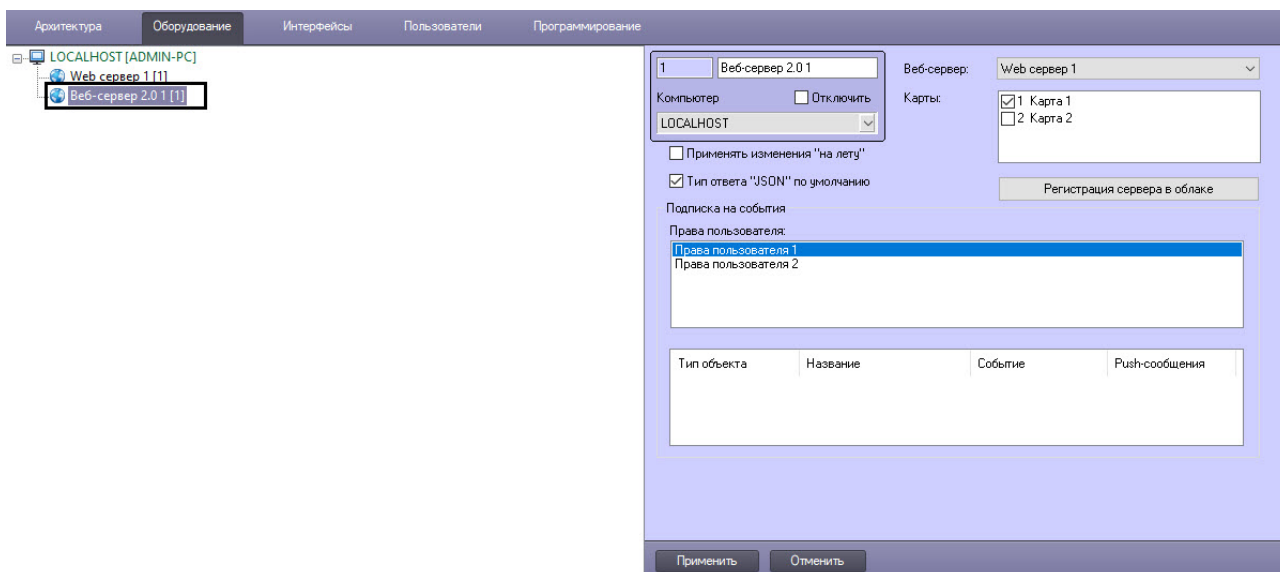 Архитектура Оборудование Интерфейсы Пользователи Программирование
LOCALHOST [ADMIN-PC]
Web сервер 1 [1]
Веб-сервер 2.0 1 [1]
1 Веб-сервер 2.0 1
Компьютер Отключить
LOCALHOST
Веб-сервер: Web сервер 1
Карты: 1 Карта 1
2 Карта 2
Применять изменения "на лету"
Тип ответа "JSON" по умолчанию
Регистрация сервера в облаке
Подписка на события
Права пользователя:
Права пользователя 1
Права пользователя 2
Тип объекта Название Событие Push-сообщения
Применить Отменить